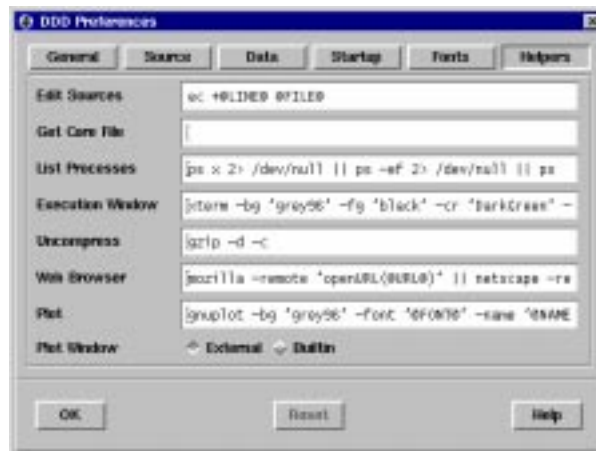 DDD Preferences
General Source Data Startup Fonts Helpers
Edit Sources ec +@LINE@ @FILE@
Get Core File
List Processes ps x 2> /dev/null || ps -ef 2> /dev/null || ps
Execution Window xterm -bg 'grey96' -fg 'black' -cr 'DarkGreen' -
Uncompress gzip -d -c
Web Browser mozilla -remote 'openURL(@URL@)' || netscape -re
Plot gnuplot -bg 'grey96' -font '@FONT@' -name '@NAME
Plot Window External Builtin
OK Reset Help